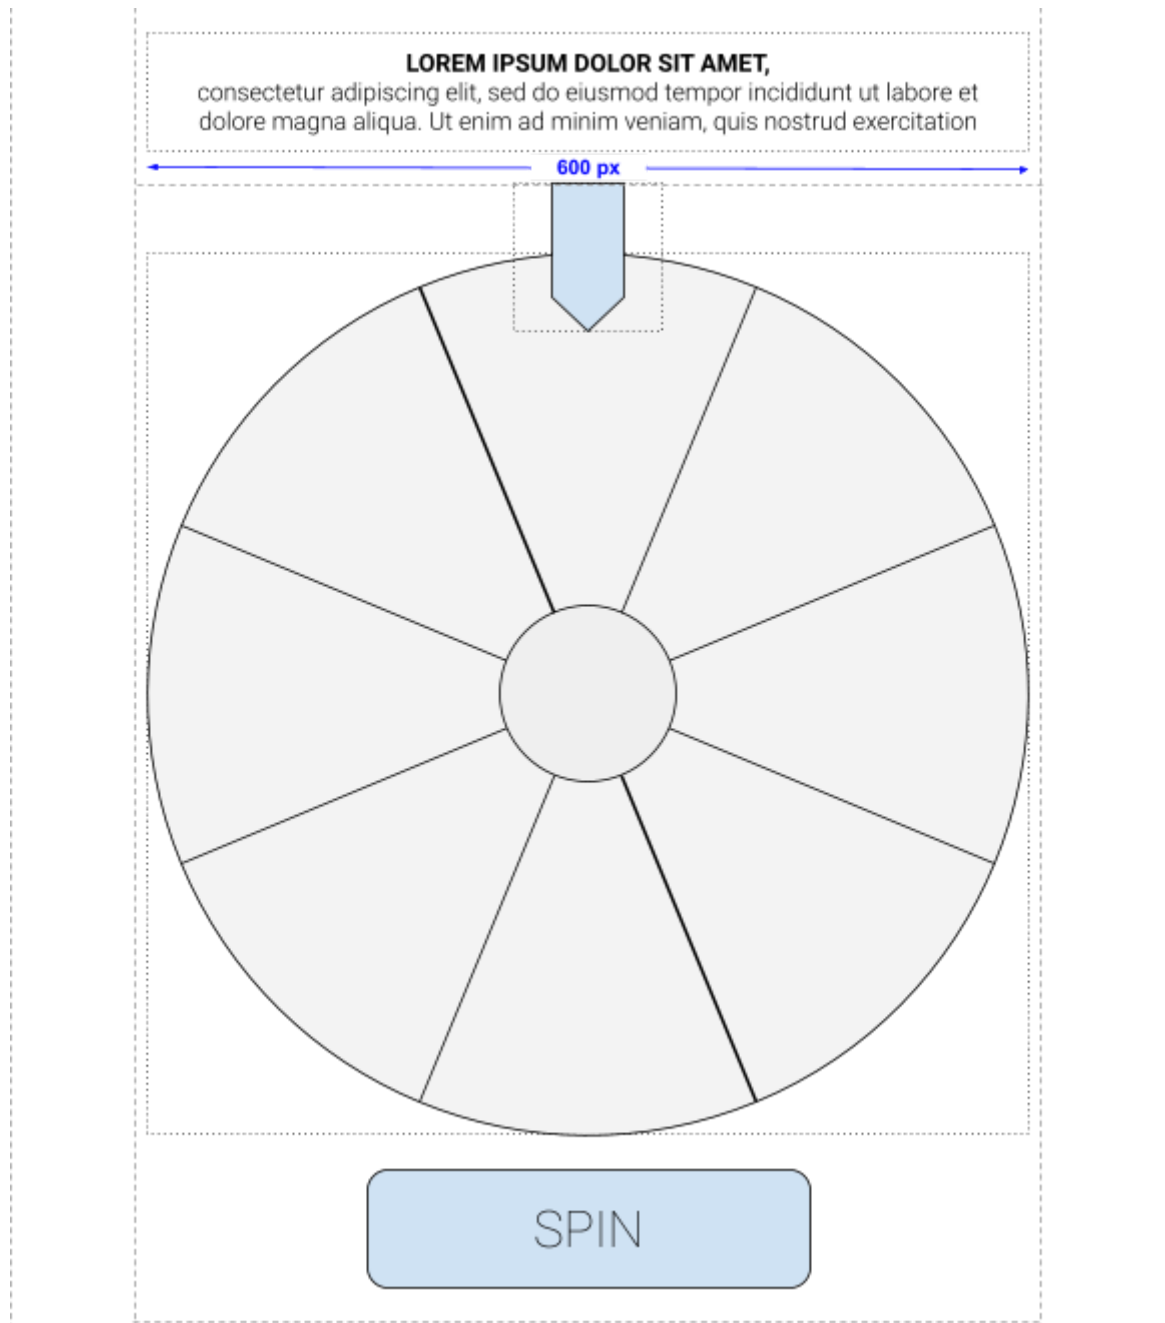 LOREM IPSUM DOLOR SIT AMET,
consectetur adipiscing elit, sed do eiusmod tempor incididunt ut labore et
dolore magna aliqua. Ut enim ad minim veniam, quis nostrud exercitation
600 px
SPIN